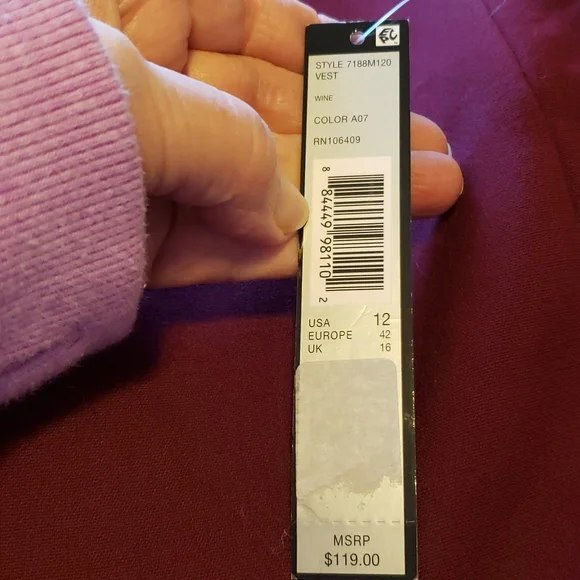 STYLE 7188M120
VEST
WINE
COLOR A07
RN106409
8 84449 98110 2
USA 12
EUROPE 42
UK 16
MSRP
$119.00